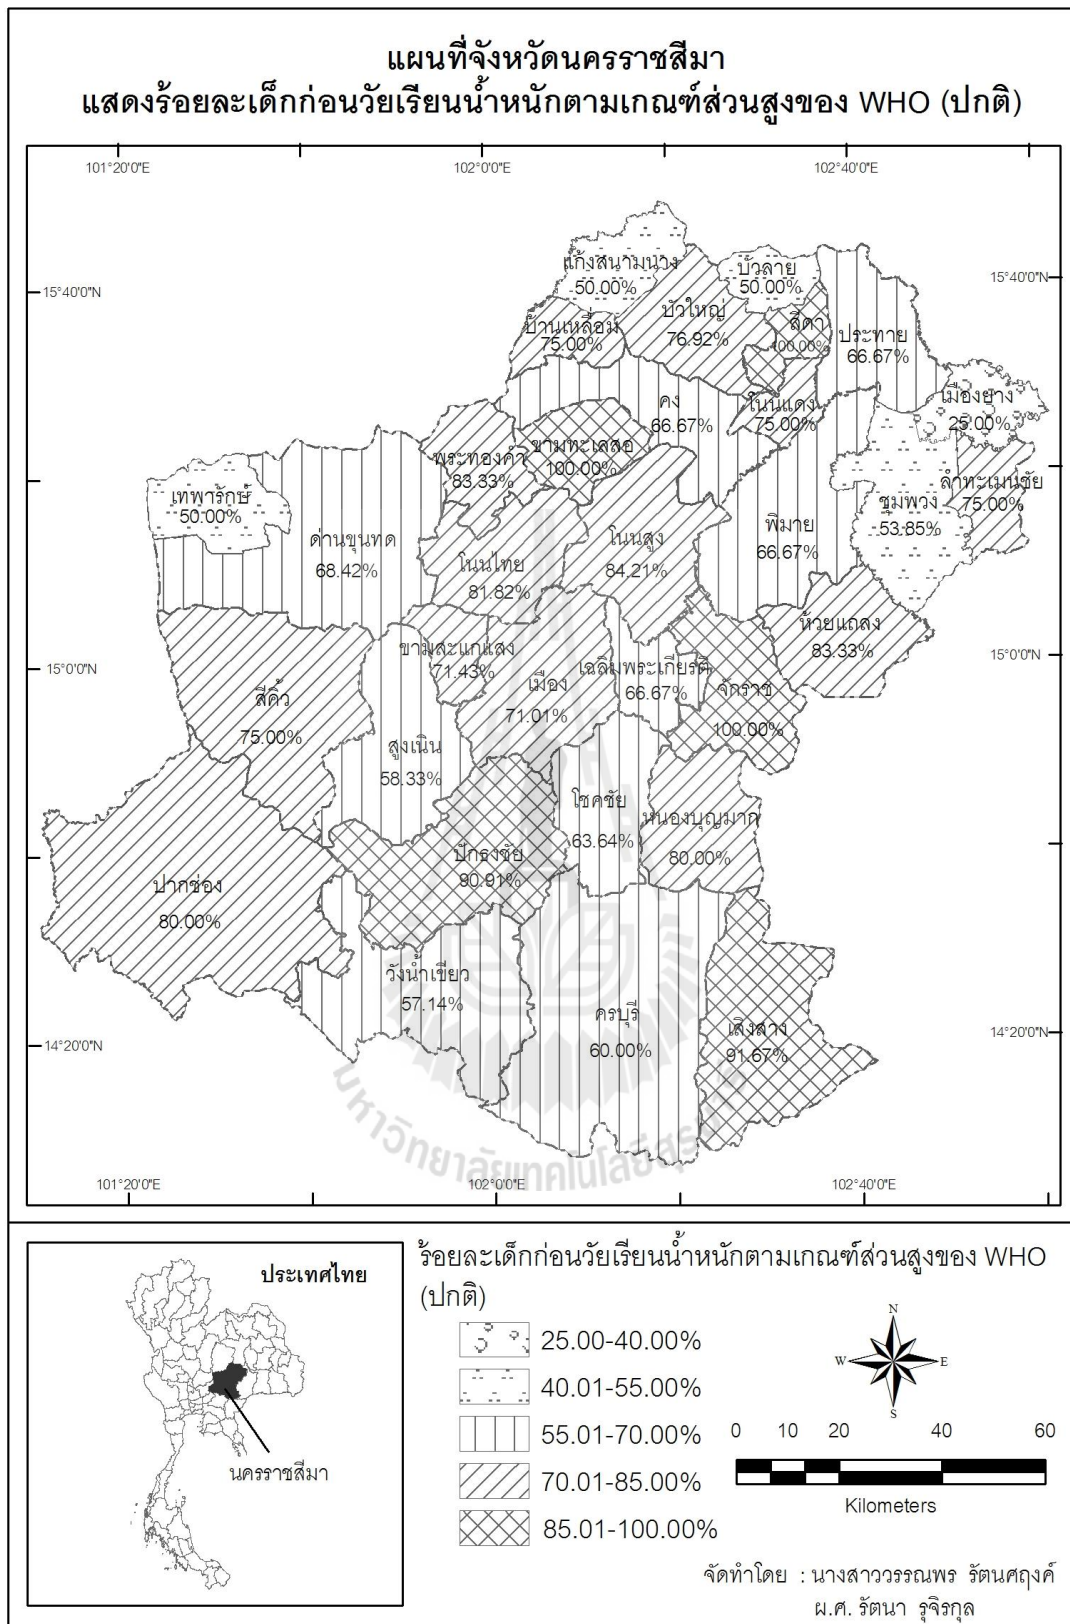 แผนที่จังหวัดนครราชสีมา
แสดงร้อยละเด็กก่อนวัยเรียนน้ำหนักตามเกณฑ์ส่วนสูงของ WHO (ปกติ)
101°20'0"E
102°0'0"E
102°40'0"E
15°40'0"N
15°40'0"N
แก้งสนามนาง
50.00%
บัวลาย
50.00%
บัวใหญ่
76.92%
สีดา
100.00%
บ้านเหลื่อม
75.00%
ประทาย
66.67%
เมืองยาง
25.00%
คง
66.67%
โนนแดง
75.00%
ขามทะเลสอ
100.00%
พระทองคำ
83.33%
ลำทะเมนชัย
75.00%
เทพารักษ์
50.00%
ชุมพวง
53.85%
พิมาย
66.67%
ด่านขุนทด
68.42%
โนนสูง
84.21%
โนนไทย
81.82%
ห้วยแถลง
83.33%
15°0'0"N
15°0'0"N
ขามสะแกแสง
71.43%
เฉลิมพระเกียรติ
66.67%
เมือง
71.01%
จักราช
100.00%
สีคิ้ว
75.00%
สูงเนิน
58.33%
โชคชัย
63.64%
หนองบุญมาก
80.00%
ปักธงชัย
90.91%
ปากช่อง
80.00%
วังน้ำเขียว
57.14%
ครบุรี
60.00%
เสิงสาง
91.67%
14°20'0"N
14°20'0"N
มหาวิทยาลัยเทคโนโลยีสุรนารี
101°20'0"E
102°0'0"E
102°40'0"E
ประเทศไทย
นครราชสีมา
ร้อยละเด็กก่อนวัยเรียนน้ำหนักตามเกณฑ์ส่วนสูงของ WHO
(ปกติ)
25.00-40.00%
40.01-55.00%
55.01-70.00%
70.01-85.00%
85.01-100.00%
N
W
E
S
0 10 20 40 60
Kilometers
จัดทำโดย : นางสาววรรณพร รัตนศฤงค์
ผ.ศ. รัตนา รุจิรกุล